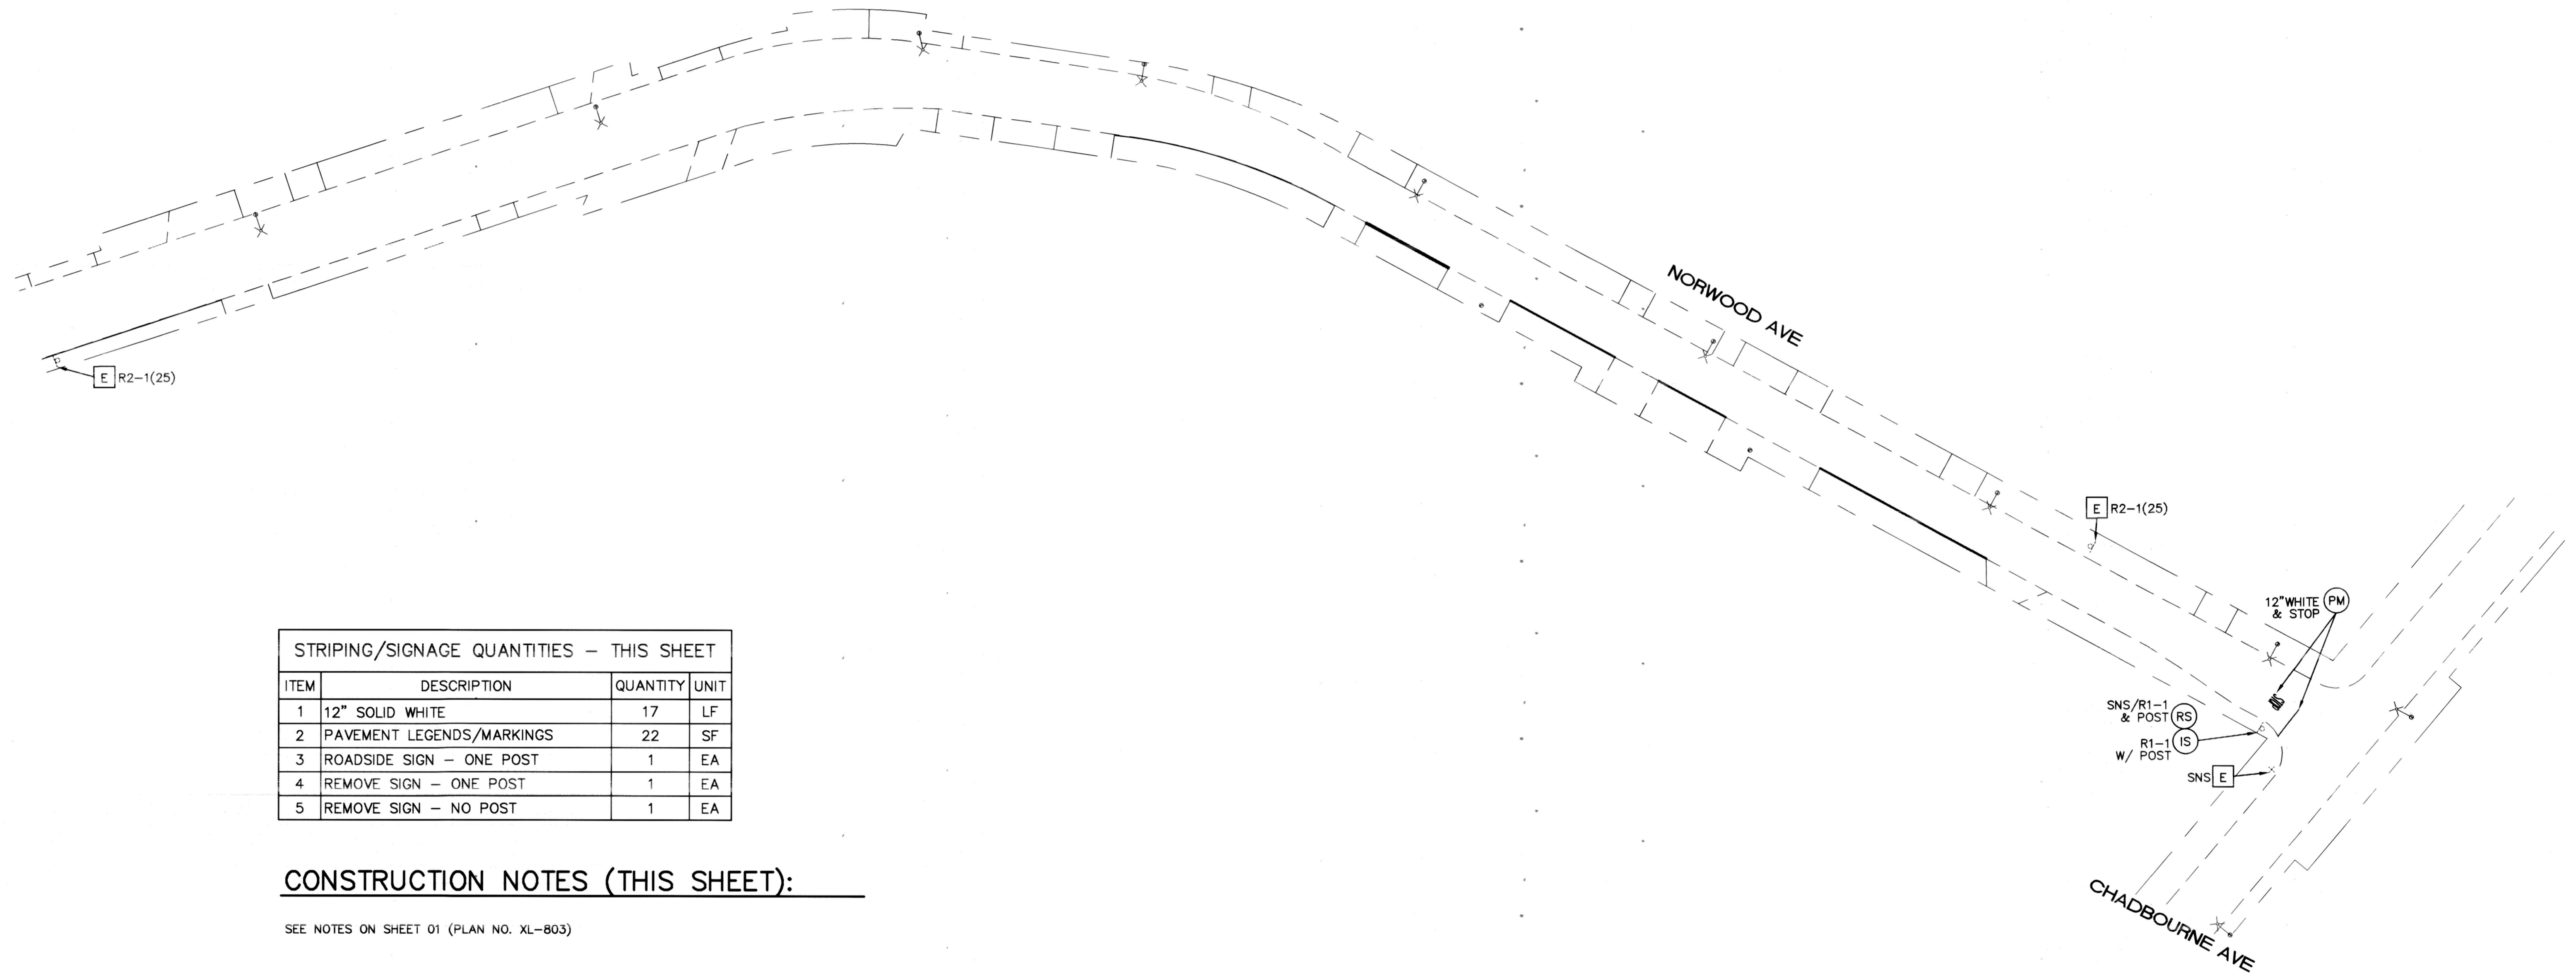 NORWOOD AVE
E R2-1(25)
E R2-1(25)
12"WHITE
& STOP PM
SNS/R1-1
& POST RS
R1-1 IS
W/ POST
SNS E
CHADBOURNE AVE
STRIPING/SIGNAGE QUANTITIES – THIS SHEET
ITEM DESCRIPTION QUANTITY UNIT
1 12" SOLID WHITE 17 LF
2 PAVEMENT LEGENDS/MARKINGS 22 SF
3 ROADSIDE SIGN – ONE POST 1 EA
4 REMOVE SIGN – ONE POST 1 EA
5 REMOVE SIGN – NO POST 1 EA
CONSTRUCTION NOTES (THIS SHEET):
SEE NOTES ON SHEET 01 (PLAN NO. XL-803)